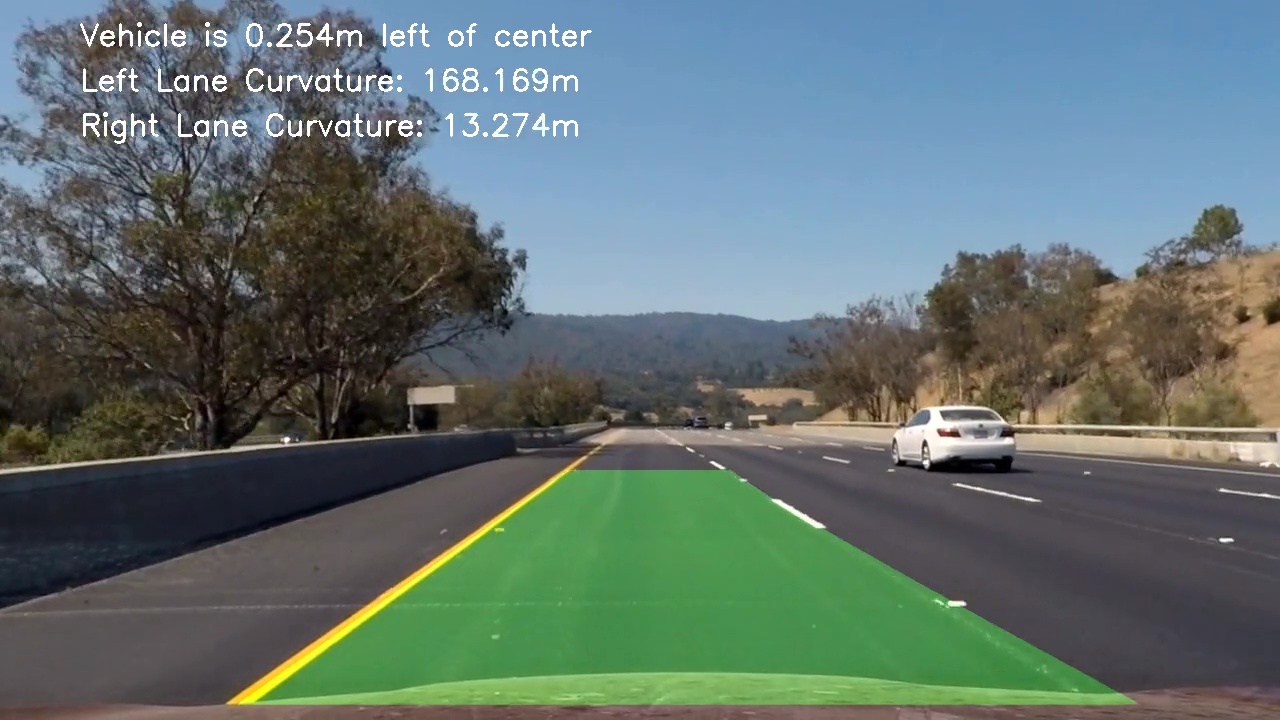 Vehicle is 0.254m left of center
Left Lane Curvature: 168.169m
Right Lane Curvature: 13.274m